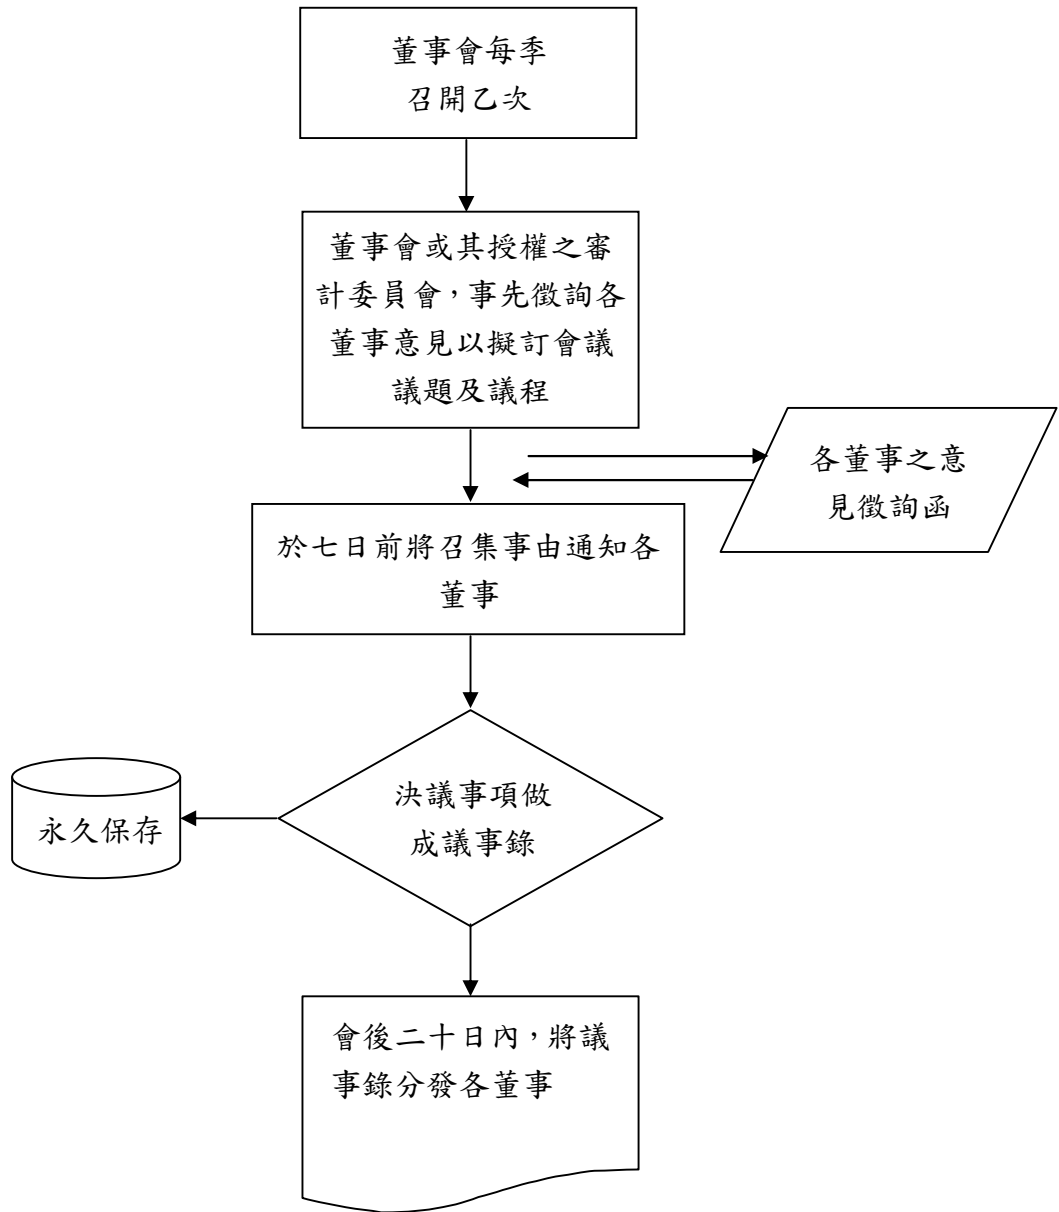 董事會每季
召開乙次
董事會或其授權之審
計委員會，事先徵詢各
董事意見以擬訂會議
議題及議程
各董事之意
見徵詢函
於七日前將召集事由通知各
董事
決議事項做
成議事錄
永久保存
會後二十日內，將議
事錄分發各董事